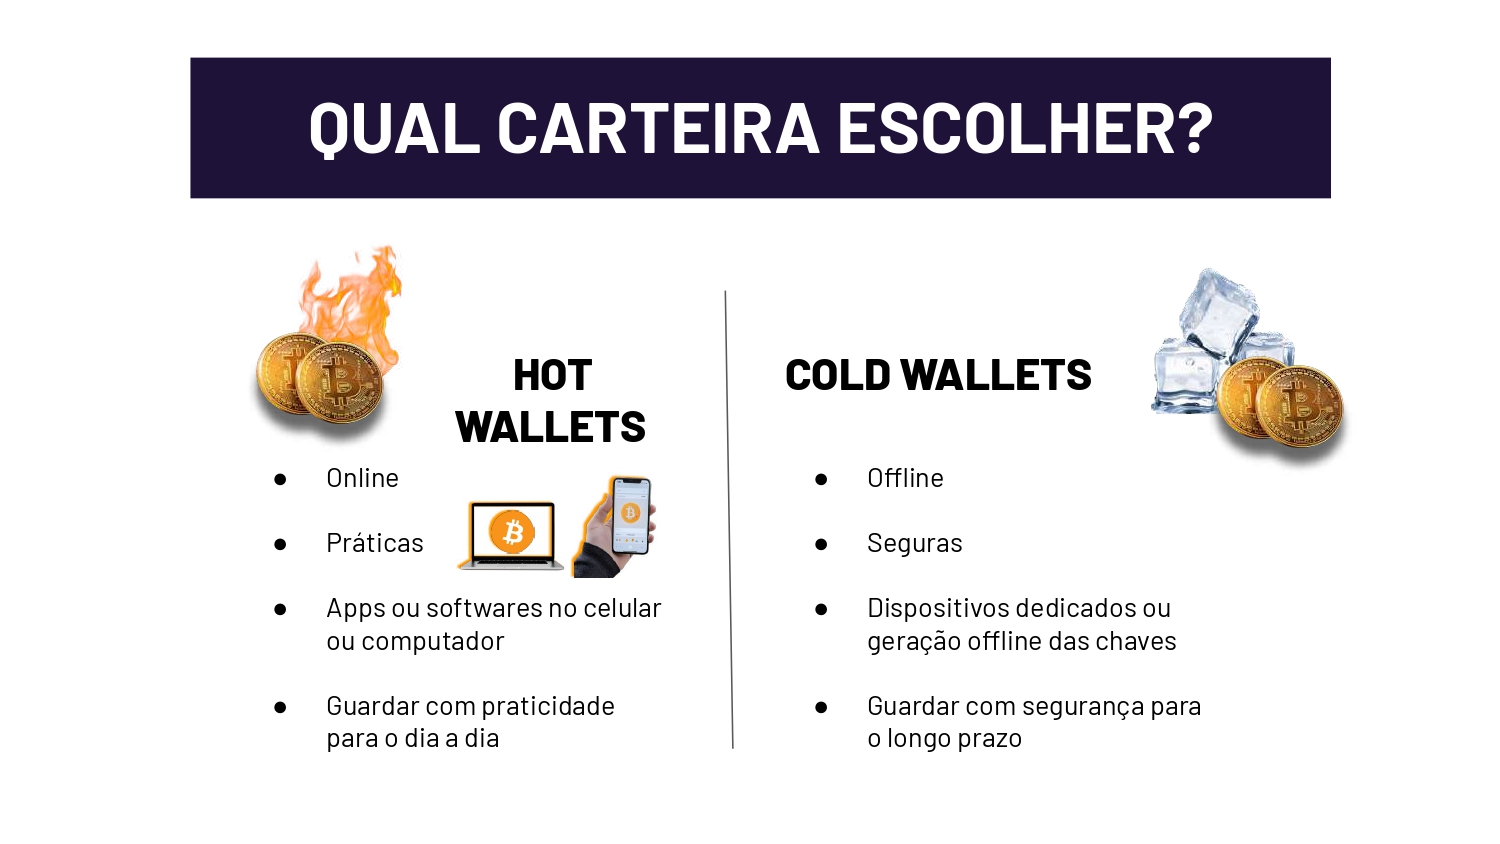 QUAL CARTEIRA ESCOLHER?
HOT
WALLETS
● Online
● Práticas
● Apps ou softwares no celular
ou computador
● Guardar com praticidade
para o dia a dia
COLD WALLETS
● Offline
● Seguras
● Dispositivos dedicados ou
geração offline das chaves
● Guardar com segurança para
o longo prazo